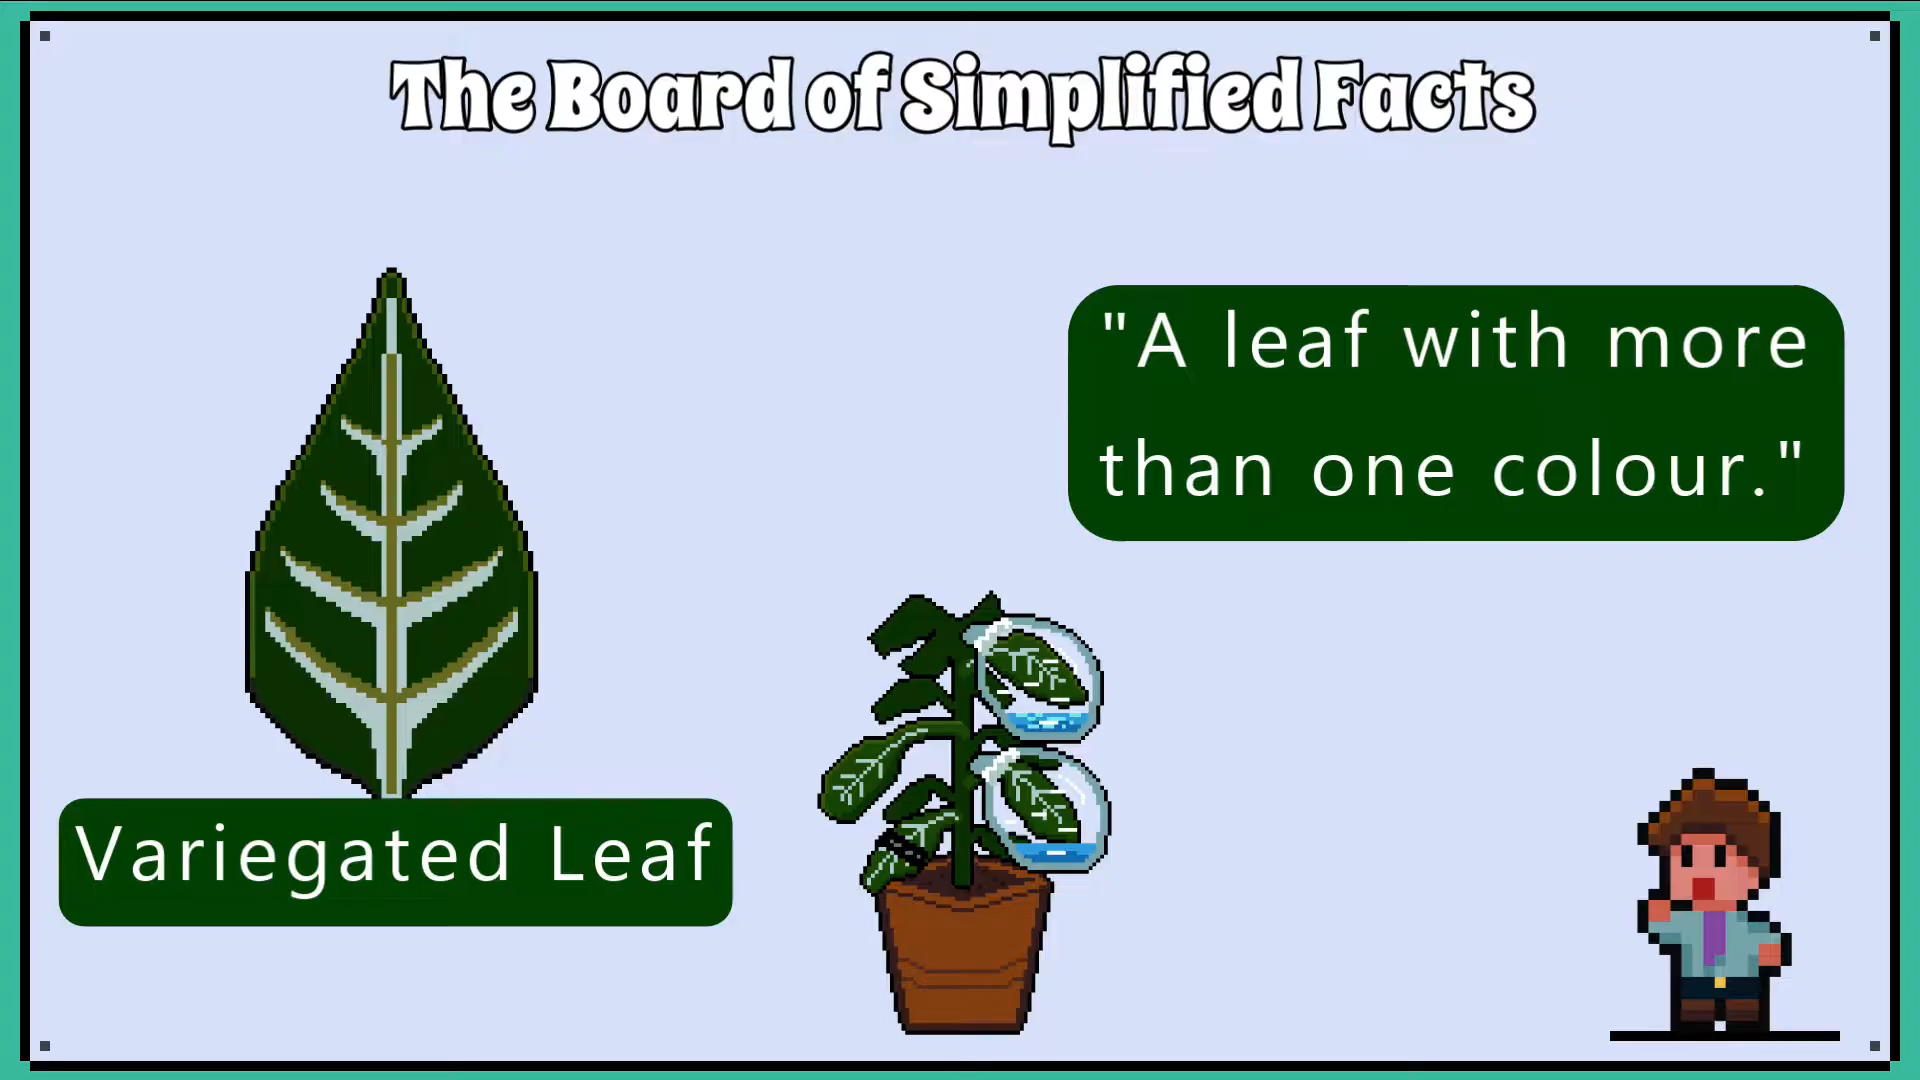 The Board of Simplified Facts
"A leaf with more
than one colour."
Variegated Leaf